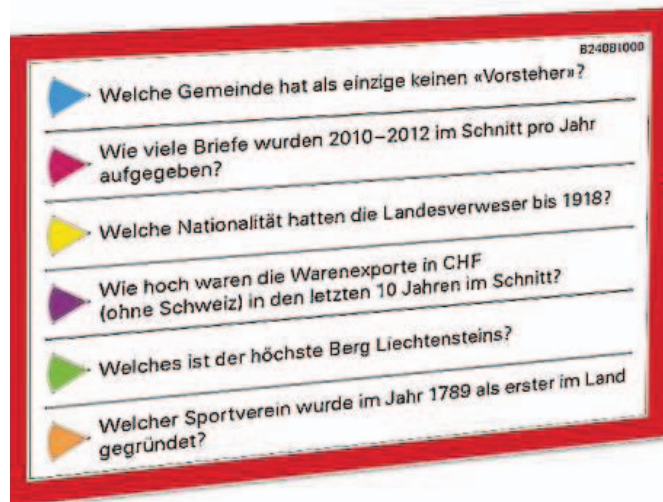 B24081000
Welche Gemeinde hat als einzige keinen «Vorsteher»?
Wie viele Briefe wurden 2010–2012 im Schnitt pro Jahr
aufgegeben?
Welche Nationalität hatten die Landesverweser bis 1918?
Wie hoch waren die Warenexporte in CHF
(ohne Schweiz) in den letzten 10 Jahren im Schnitt?
Welches ist der höchste Berg Liechtensteins?
Welcher Sportverein wurde im Jahr 1789 als erster im Land
gegründet?